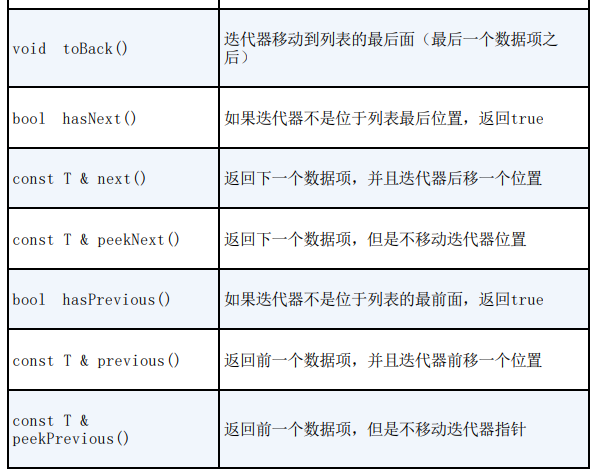 void toBack()
迭代器移动到列表的最后面（最后一个数据项之
后）
bool hasNext()
如果迭代器不是位于列表最后位置，返回true
const T & next()
返回下一个数据项，并且迭代器后移一个位置
const T & peekNext()
返回下一个数据项，但是不移动迭代器位置
bool hasPrevious()
如果迭代器不是位于列表的最前面，返回true
const T & previous()
返回前一个数据项，并且迭代器前移一个位置
const T &
peekPrevious()
返回前一个数据项，但是不移动迭代器指针